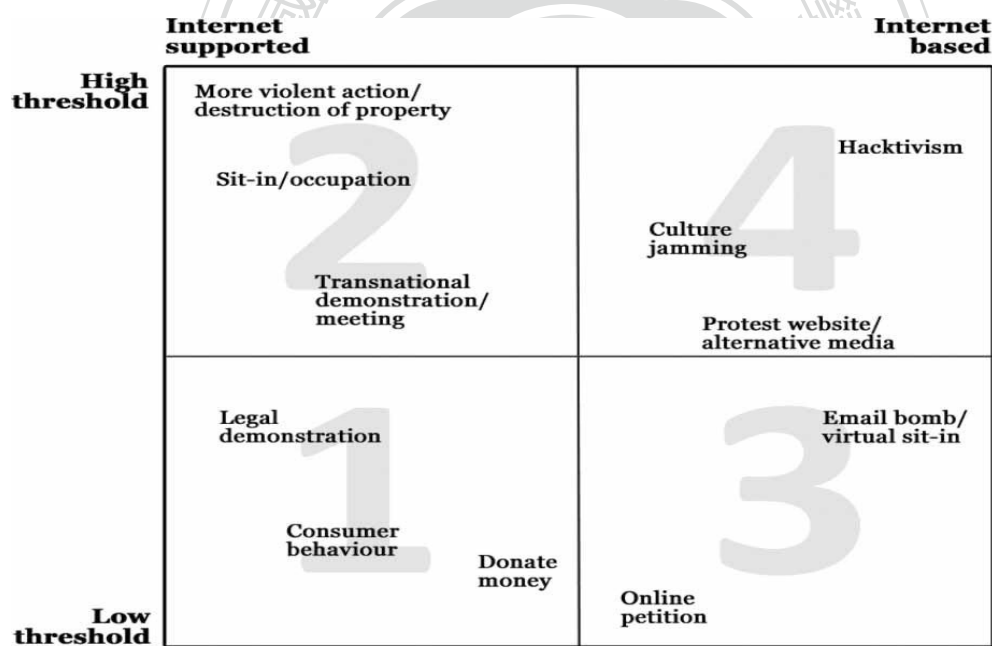 Internet
supported
Internet
based
High
threshold
More violent action/
destruction of property
2
Sit-in/occupation
Transnational
demonstration/
meeting
4
Hacktivism
Culture
jamming
Protest website/
alternative media
1
Legal
demonstration
Consumer
behaviour
Donate
money
3
Email bomb/
virtual sit-in
Online
petition
Low
threshold